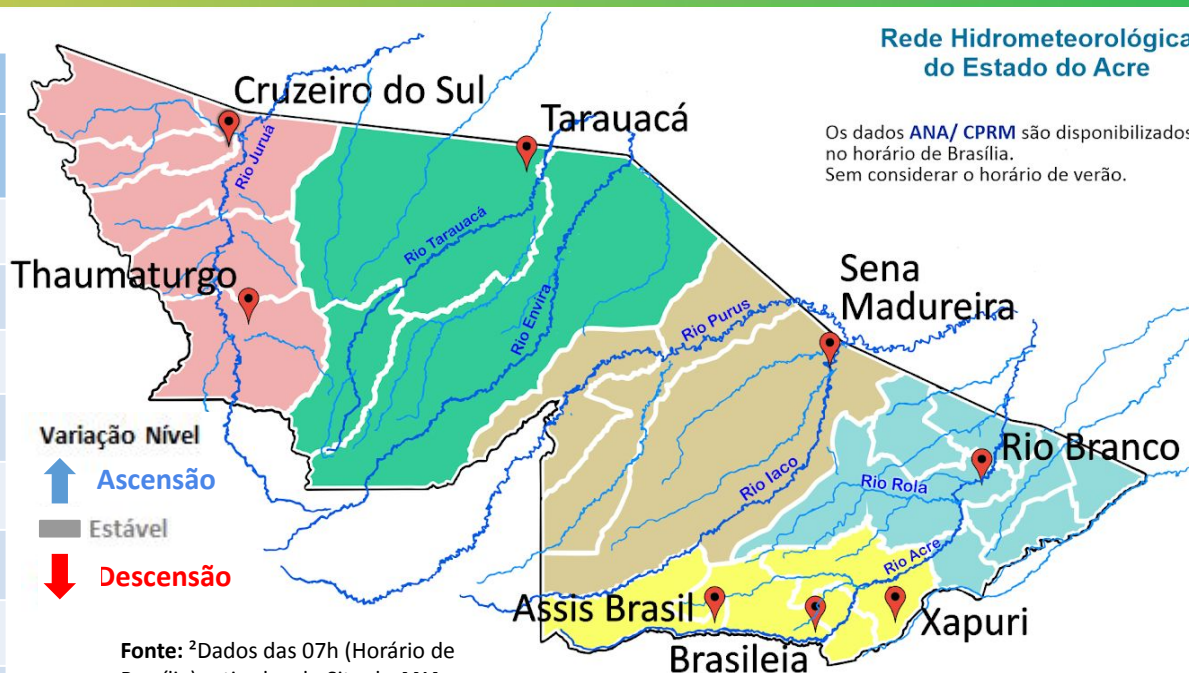 Rede Hidrometeorológica
do Estado do Acre
Os dados ANA/ CPRM são disponibilizados
no horário de Brasília.
Sem considerar o horário de verão.
Cruzeiro do Sul
Tarauacá
Rio Juruá
Rio Tarauacá
Thaumaturgo
Rio Envira
Sena
Madureira
Rio Purus
Variação Nível
Ascensão
Estável
Descensão
Rio Iaco
Rio Branco
Rio Rola
Rio Acre
Assis Brasil
Xapuri
Brasileia
Fonte: ²Dados das 07h (Horário de